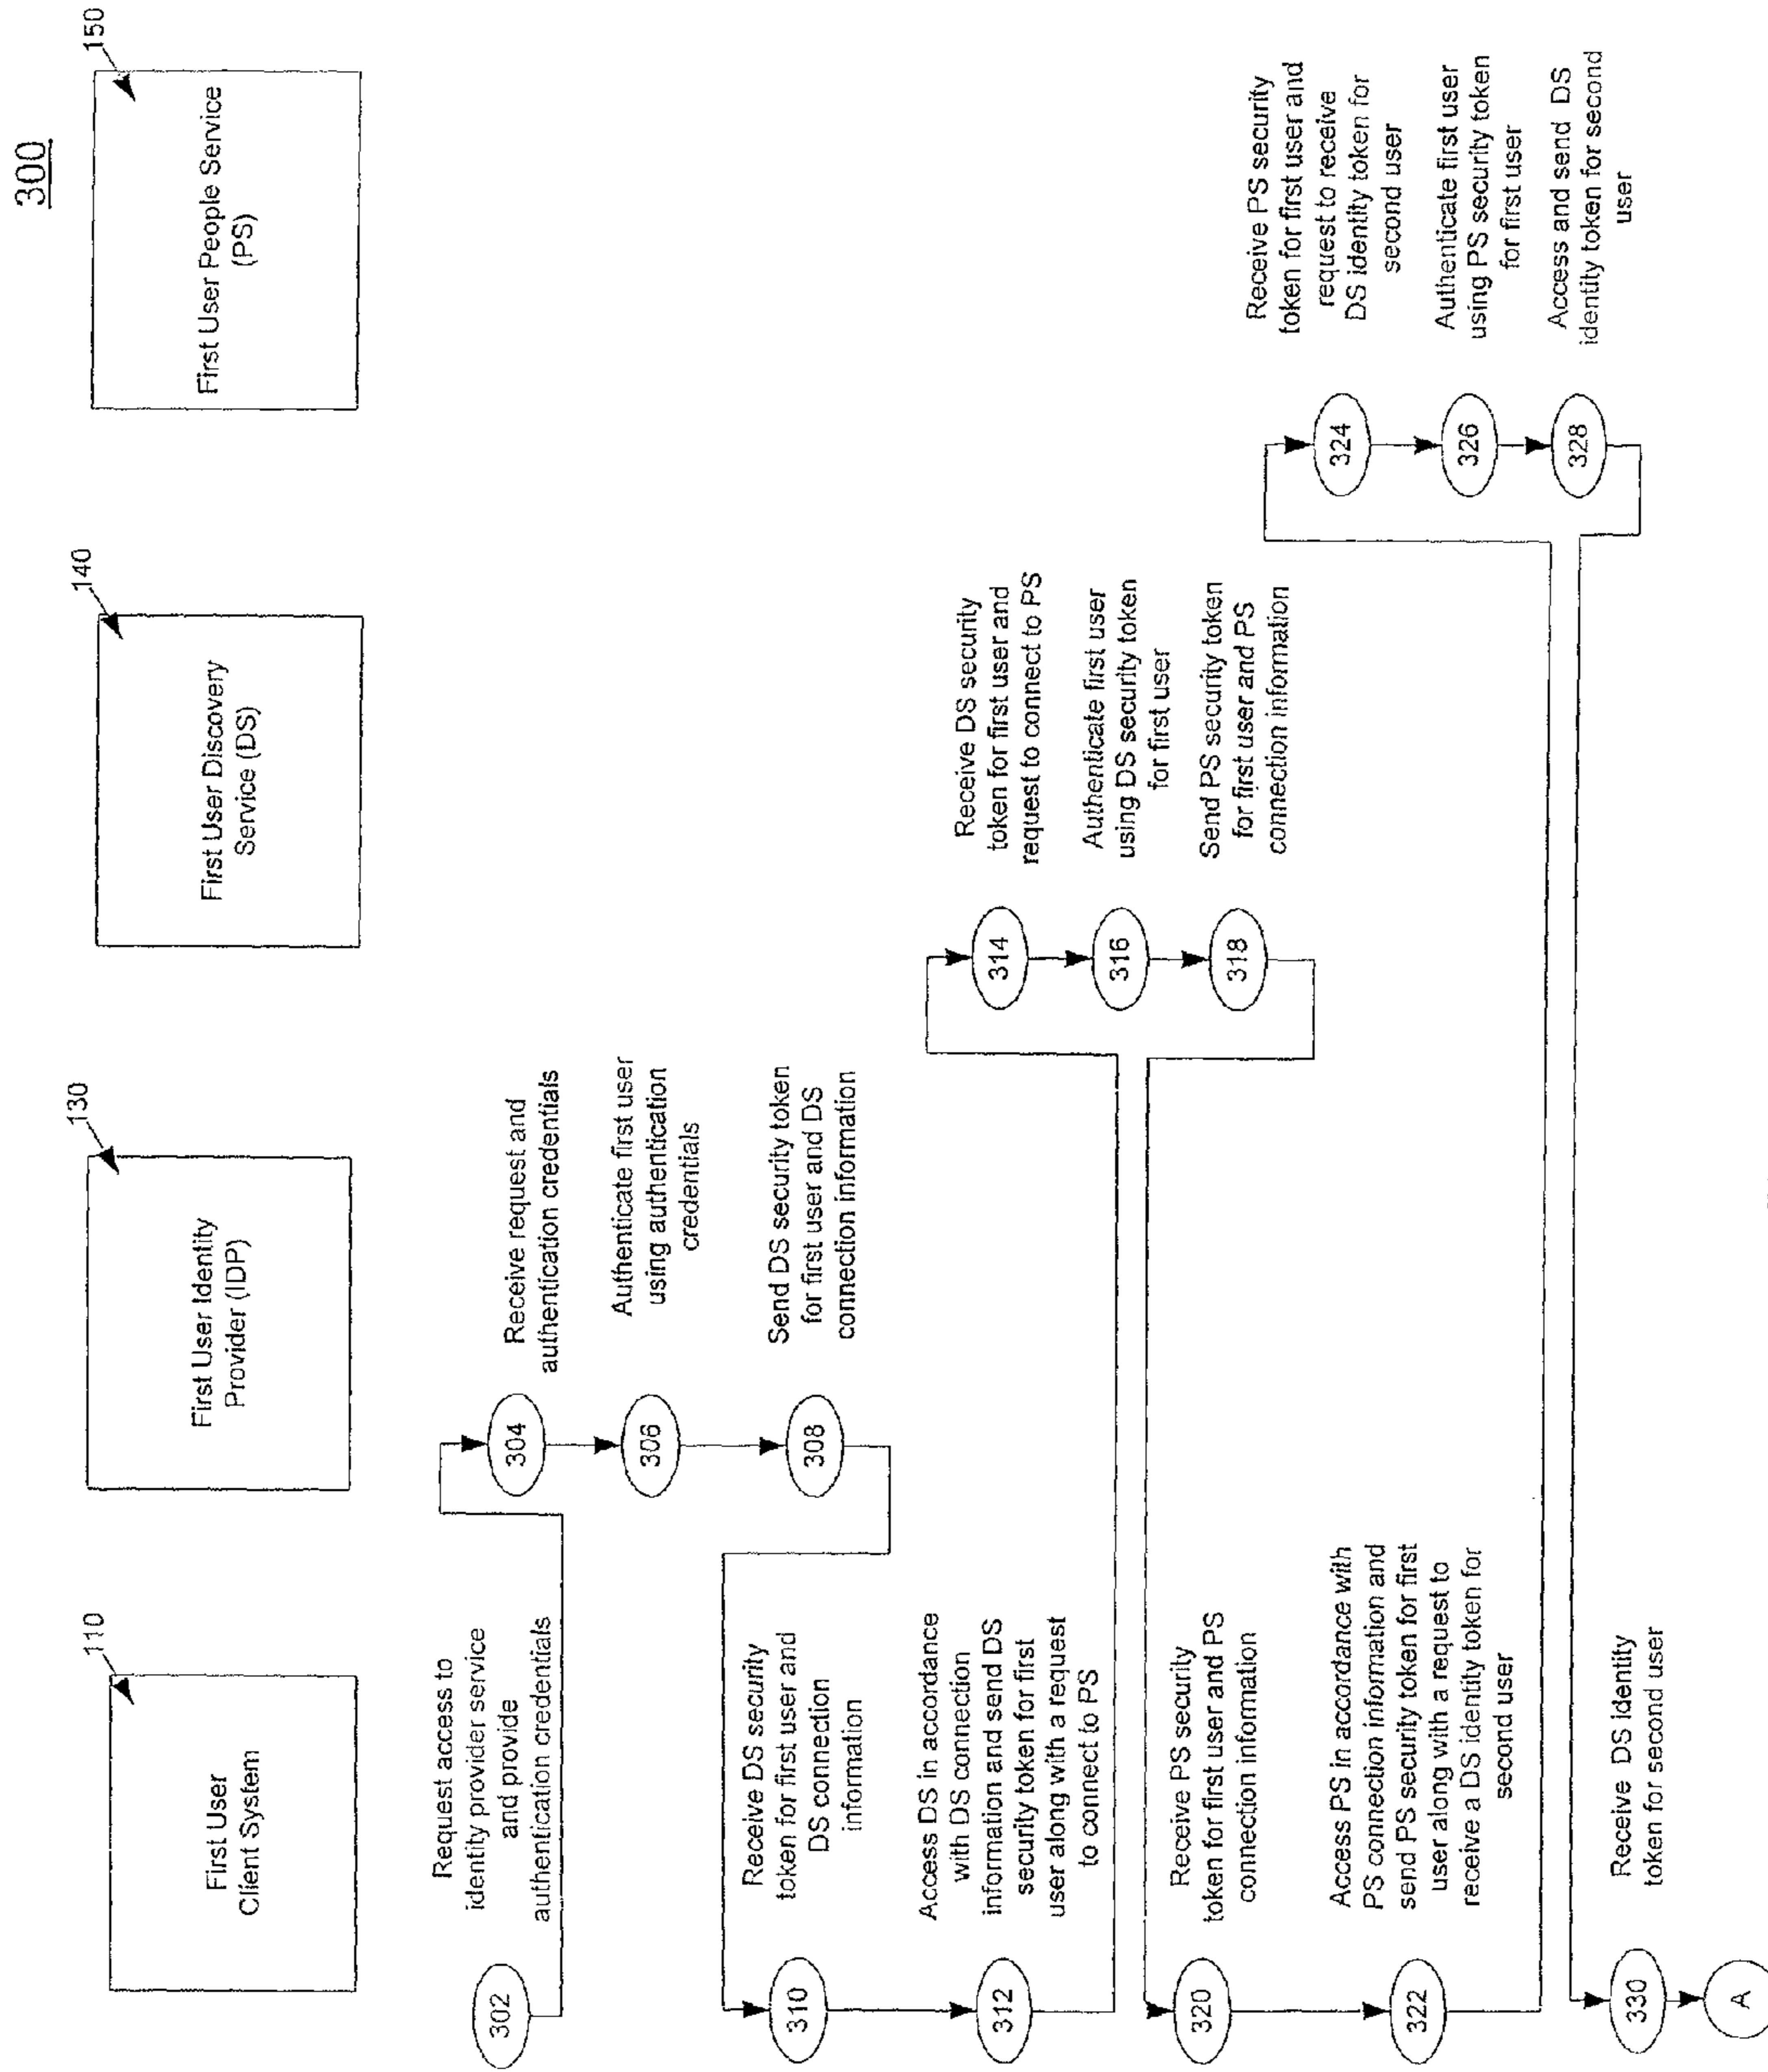 300
110
First User
Client System
130
First User Identity
Provider (IDP)
140
First User Discovery
Service (DS)
150
First User People Service
(PS)
302
Request access to
identity provider service
and provide
authentication credentials
304
Receive request and
authentication credentials
306
Authenticate first user
using authentication
credentials
308
Send DS security token
for first user and DS
connection information
310
Receive DS security
token for first user and
DS connection
information
312
Access DS in accordance
with DS connection
information and send DS
security token for first
user along with a request
to connect to PS
314
Receive DS security
token for first user and
request to connect to PS
316
Authenticate first user
using DS security token
for first user
318
Send PS security token
for first user and PS
connection information
320
Receive PS security
token for first user and PS
connection information
322
Access PS in accordance with
PS connection information and
send PS security token for first
user along with a request to
receive a DS identity token for
second user
324
Receive PS security
token for first user and
request to receive
DS identity token for
second user
326
Authenticate first user
using PS security token
for first user
328
Access and send DS
identity token for second
user
330
Receive DS identity
token for second user
A